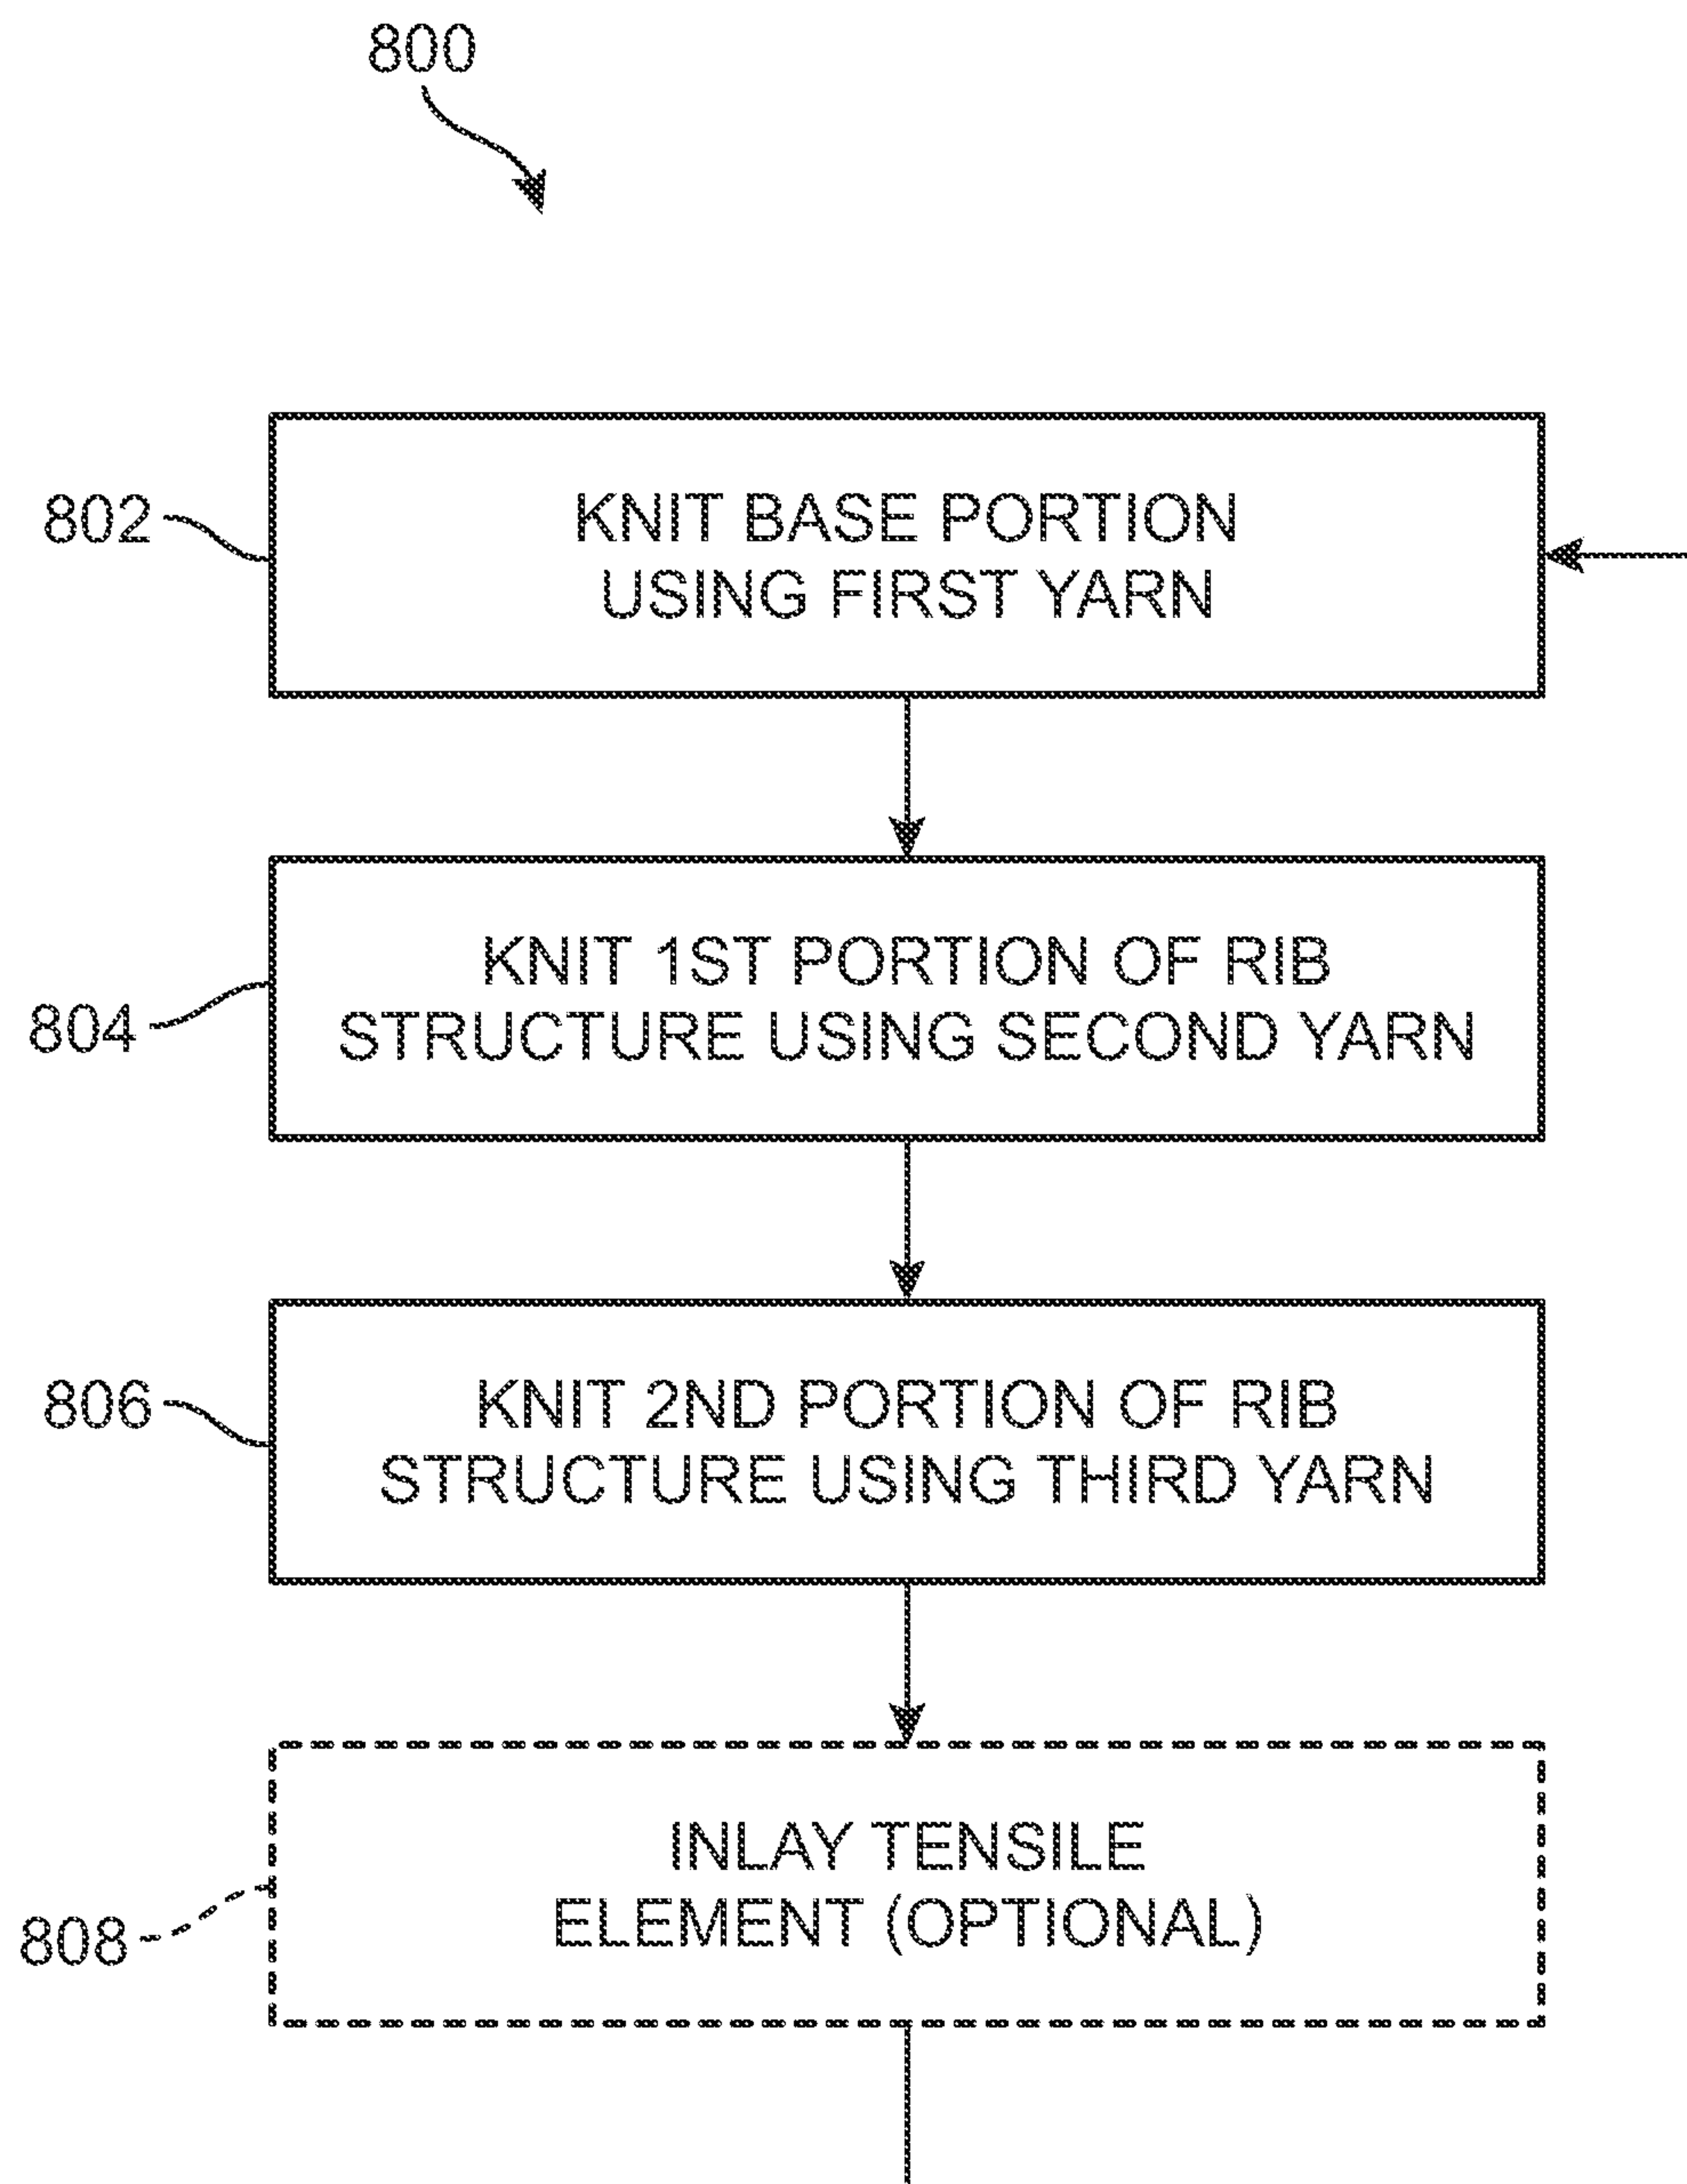 800
802
KNIT BASE PORTION
USING FIRST YARN
804
KNIT 1ST PORTION OF RIB
STRUCTURE USING SECOND YARN
806
KNIT 2ND PORTION OF RIB
STRUCTURE USING THIRD YARN
808
INLAY TENSILE
ELEMENT (OPTIONAL)